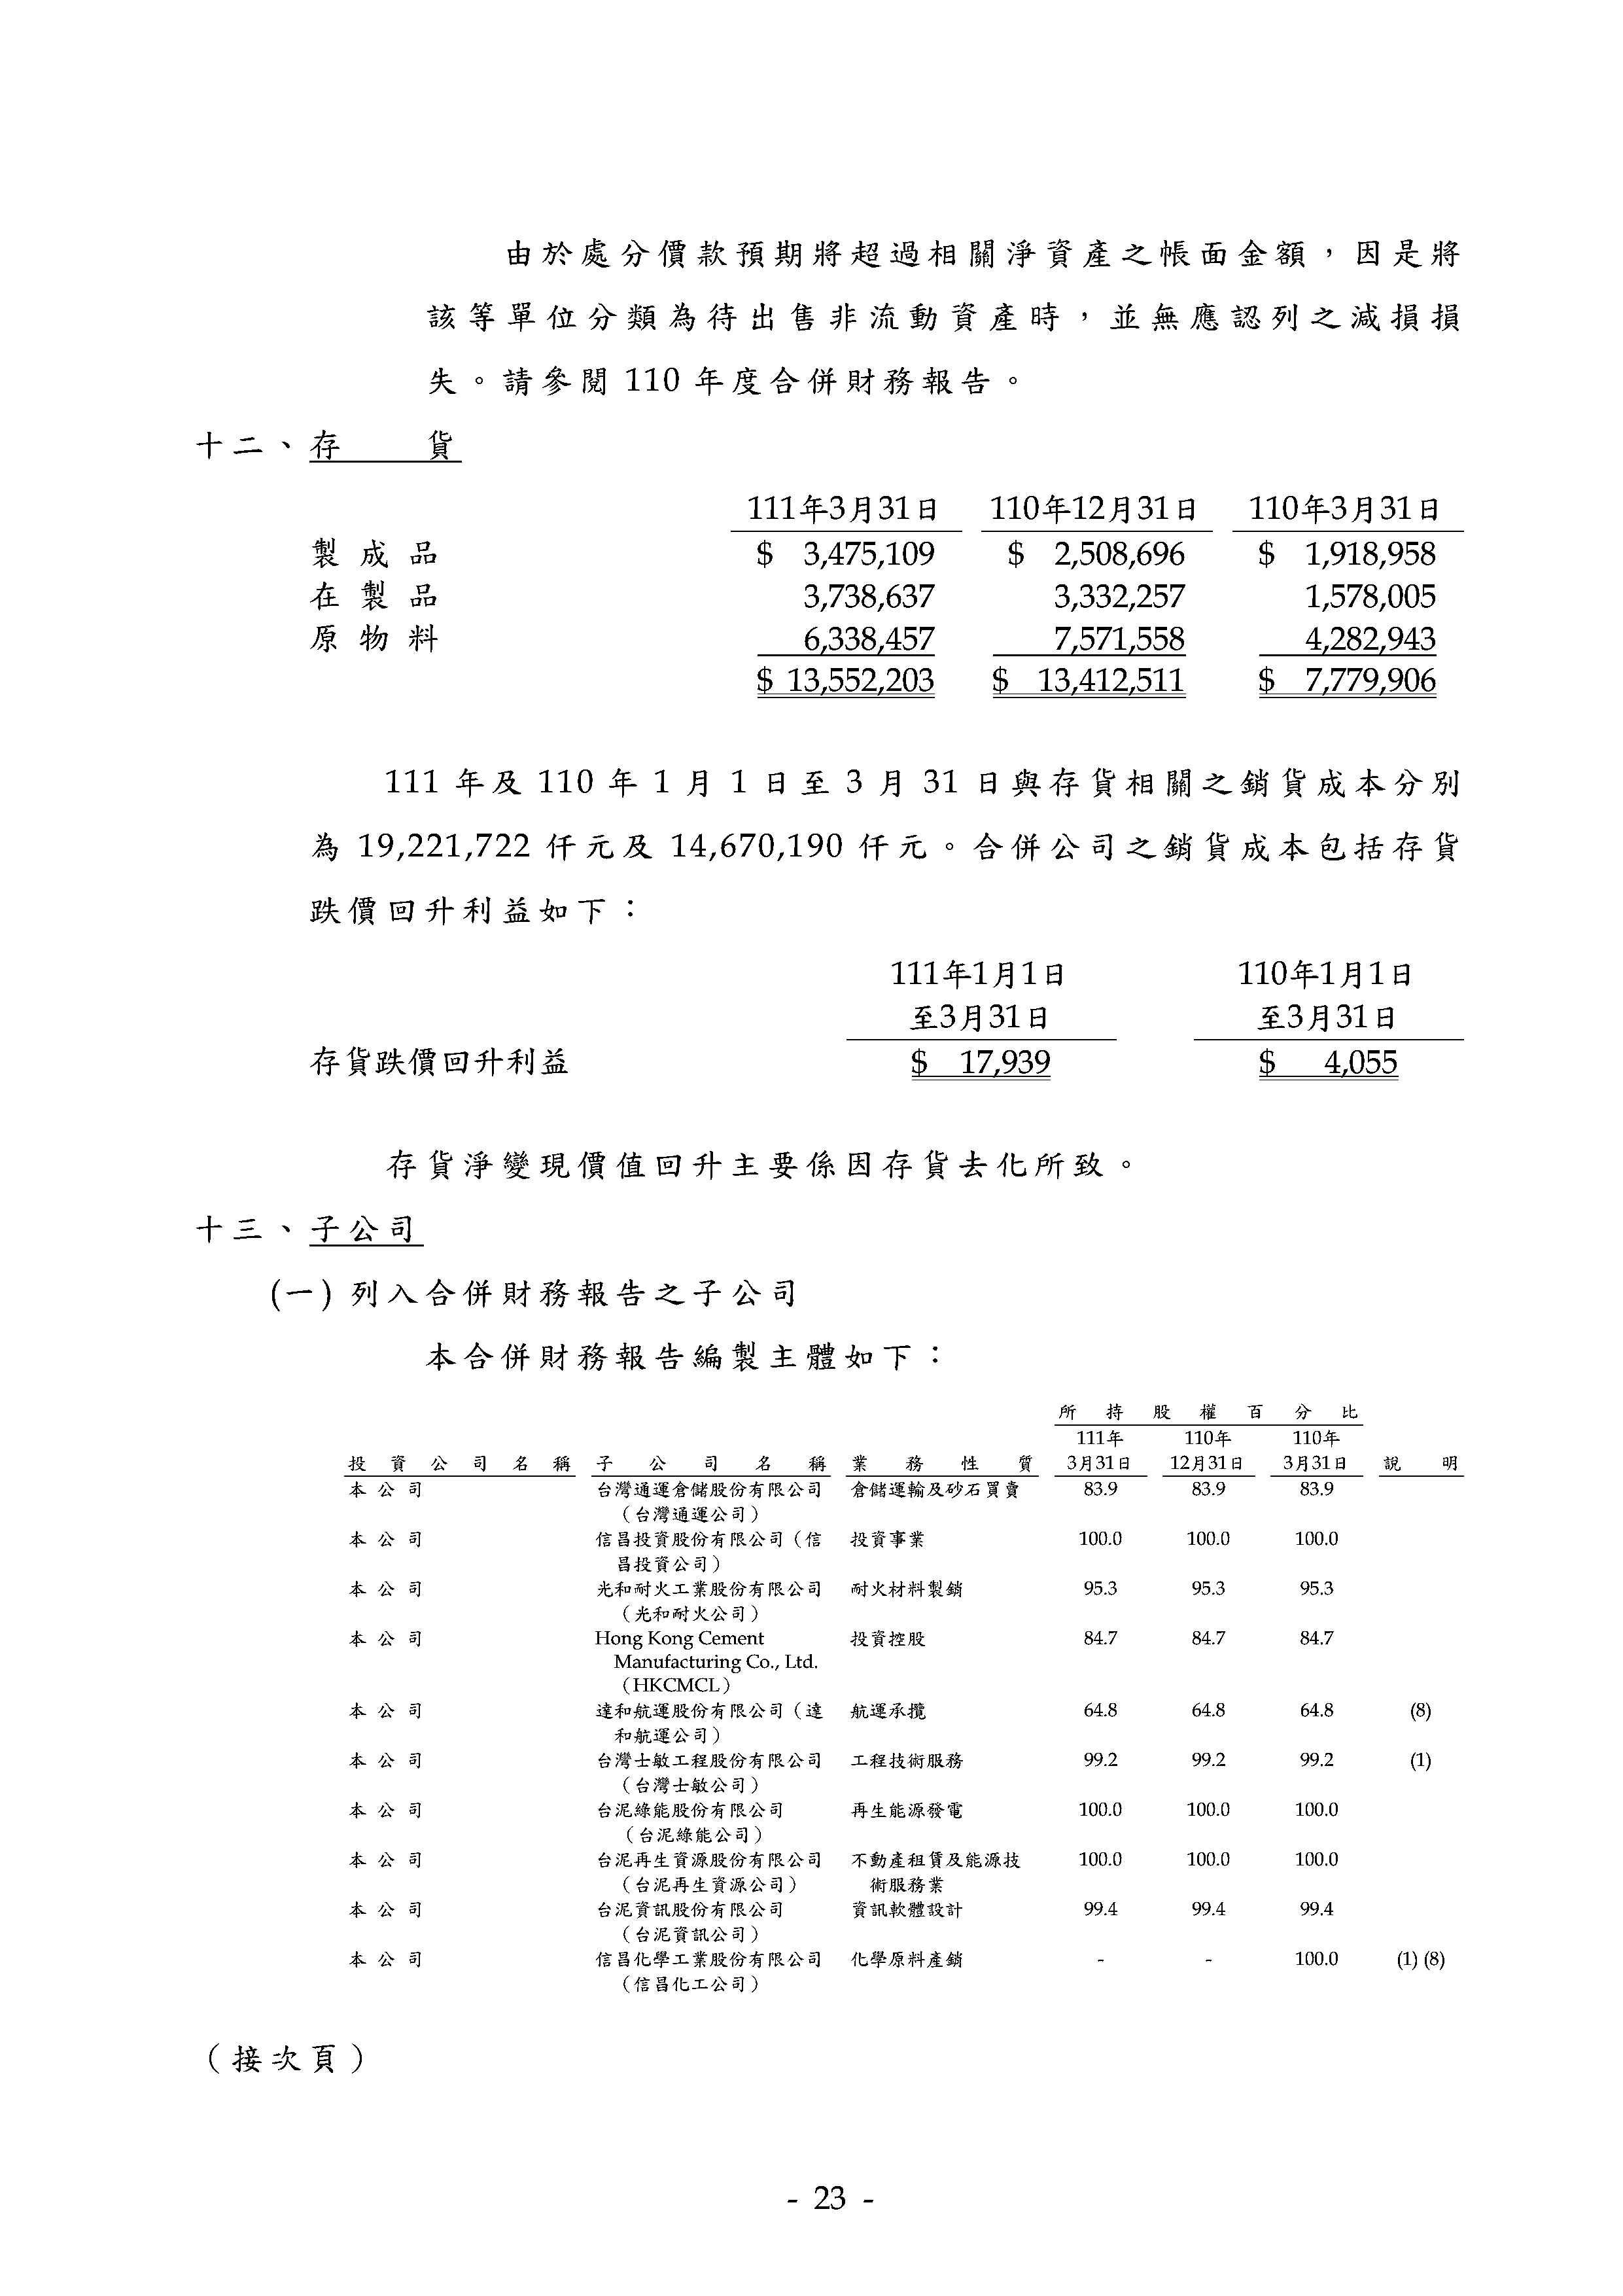 由於處分價款預期將超過相關淨資產之帳面金額，因是將
該等單位分類為待出售非流動資產時，並無應認列之減損損
失。請參閱 110 年度合併財務報告。
十二、存　　貨
111年3月31日 110年12月31日 110年3月31日
製成品 $ 3,475,109 $ 2,508,696 $ 1,918,958
在製品 3,738,637 3,332,257 1,578,005
原物料 6,338,457 7,571,558 4,282,943
$ 13,552,203 $ 13,412,511 $ 7,779,906
111 年及 110 年 1 月 1 日至 3 月 31 日與存貨相關之銷貨成本分別
為 19,221,722 仟元及 14,670,190 仟元。合併公司之銷貨成本包括存貨
跌價回升利益如下：
111年1月1日 110年1月1日
至3月31日 至3月31日
存貨跌價回升利益 $ 17,939 $ 4,055
存貨淨變現價值回升主要係因存貨去化所致。
十三、子公司
(一) 列入合併財務報告之子公司
本合併財務報告編製主體如下：
所持股權百分比
111年 110年 110年
投資公司名稱 子公司名稱 業務性質 3月31日 12月31日 3月31日 說明
本公司 台灣通運倉儲股份有限公司 倉儲運輸及砂石買賣 83.9 83.9 83.9
（台灣通運公司）
本公司 信昌投資股份有限公司（信 投資事業 100.0 100.0 100.0
昌投資公司）
本公司 光和耐火工業股份有限公司 耐火材料製銷 95.3 95.3 95.3
（光和耐火公司）
本公司 Hong Kong Cement 投資控股 84.7 84.7 84.7
Manufacturing Co., Ltd.
（HKCMCL）
本公司 達和航運股份有限公司（達 航運承攬 64.8 64.8 64.8 (8)
和航運公司）
本公司 台灣士敏工程股份有限公司 工程技術服務 99.2 99.2 99.2 (1)
（台灣士敏公司）
本公司 台泥綠能股份有限公司 再生能源發電 100.0 100.0 100.0
（台泥綠能公司）
本公司 台泥再生資源股份有限公司 不動產租賃及能源技 100.0 100.0 100.0
（台泥再生資源公司） 術服務業
本公司 台泥資訊股份有限公司 資訊軟體設計 99.4 99.4 99.4
（台泥資訊公司）
本公司 信昌化學工業股份有限公司 化學原料產銷 - - 100.0 (1) (8)
（信昌化工公司）
（接次頁）
- 23 -